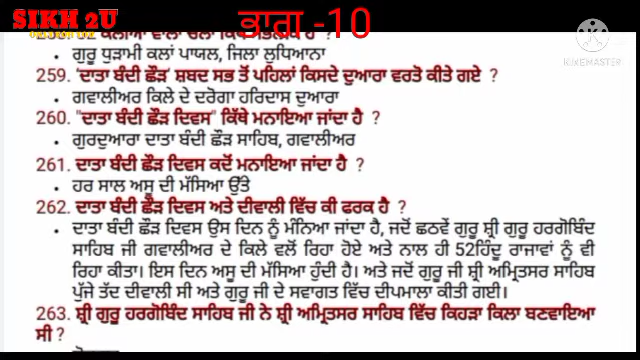 SIKH 2U
ਭਾਗ -10
KINEMASTER
ਗੁਰੂ ਧੁੜਾਮੀ ਕਲਾਂ ਪਾਯਲ, ਜਿਲਾ ਲੁਧਿਆਨਾ
259. 'ਦਾਤਾ ਬੰਦੀ ਛੌੜ' ਸ਼ਬਦ ਸਭ ਤੋਂ ਪਹਿਲਾਂ ਕਿਸਦੇ ਦੁਆਰਾ ਵਰਤੋ ਕੀਤੇ ਗਏ ?
• ਗਵਾਲੀਅਰ ਕਿਲੇ ਦੇ ਦਰੋਗਾ ਹਰਿਦਾਸ ਦੁਆਰਾ
260. "ਦਾਤਾ ਬੰਦੀ ਛੌੜ ਦਿਵਸ" ਕਿੱਥੇ ਮਨਾਇਆ ਜਾਂਦਾ ਹੈ ?
• ਗੁਰਦੁਆਰਾ ਦਾਤਾ ਬੰਦੀ ਛੌੜ ਸਾਹਿਬ, ਗਵਾਲੀਅਰ
261. ਦਾਤਾ ਬੰਦੀ ਛੌੜ ਦਿਵਸ ਕਦੋਂ ਮਨਾਇਆ ਜਾਂਦਾ ਹੈ ?
• ਹਰ ਸਾਲ ਅਸੂ ਦੀ ਮੱਸਿਆ ਉੱਤੇ
262. ਦਾਤਾ ਬੰਦੀ ਛੌੜ ਦਿਵਸ ਅਤੇ ਦੀਵਾਲੀ ਵਿੱਚ ਕੀ ਫਰਕ ਹੈ ?
• ਦਾਤਾ ਬੰਦੀ ਛੌੜ ਦਿਵਸ ਉਸ ਦਿਨ ਨੂੰ ਮੰਨਿਆ ਜਾਂਦਾ ਹੈ, ਜਦੋਂ ਛਠਵੇਂ ਗੁਰੂ ਸ਼੍ਰੀ ਗੁਰੂ ਹਰਗੋਬਿੰਦ
ਸਾਹਿਬ ਜੀ ਗਵਾਲੀਅਰ ਦੇ ਕਿਲੇ ਵਲੋਂ ਰਿਹਾ ਹੋਏ ਅਤੇ ਨਾਲ ਹੀ 52ਹਿੰਦੂ ਰਾਜਾਵਾਂ ਨੂੰ ਵੀ
ਰਿਹਾ ਕੀਤਾ। ਇਸ ਦਿਨ ਅਸੂ ਦੀ ਮੱਸਿਆ ਹੁੰਦੀ ਹੈ। ਅਤੇ ਜਦੋਂ ਗੁਰੂ ਜੀ ਸ਼੍ਰੀ ਅਮ੍ਰਿਤਸਰ ਸਾਹਿਬ
ਪੁੱਜੇ ਤੱਦ ਦੀਵਾਲੀ ਸੀ ਅਤੇ ਗੁਰੂ ਜੀ ਦੇ ਸਵਾਗਤ ਵਿੱਚ ਦੀਪਮਾਲਾ ਕੀਤੀ ਗਈ।
263. ਸ਼੍ਰੀ ਗੁਰੂ ਹਰਗੋਬਿੰਦ ਸਾਹਿਬ ਜੀ ਨੇ ਸ਼੍ਰੀ ਅਮ੍ਰਿਤਸਰ ਸਾਹਿਬ ਵਿੱਚ ਕਿਹੜਾ ਕਿਲਾ ਬਣਵਾਇਆ
ਸੀ ?